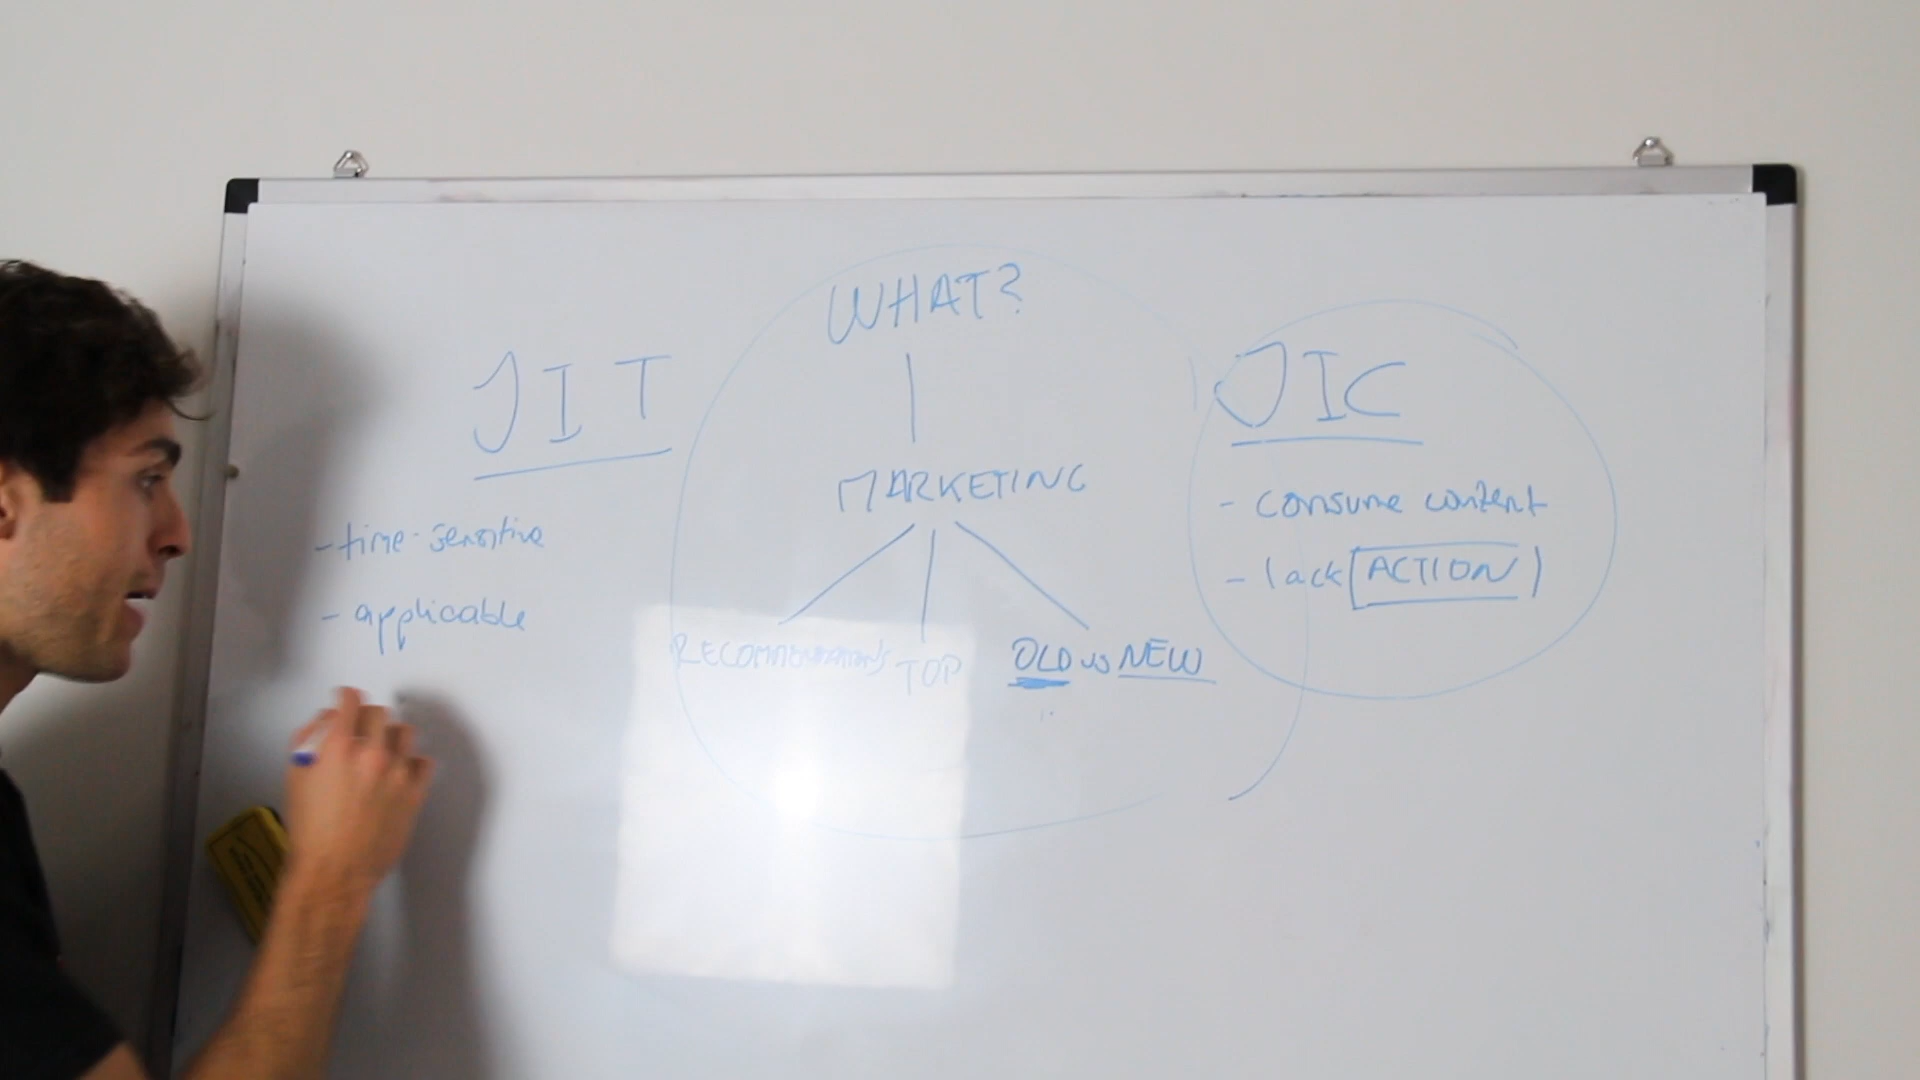 WHAT?
JIT
JIC
MARKETING
- consume content
- time-sensitive
- lack ACTION
- applicable
RECOMMENDATIONS TOP OLD vs NEW